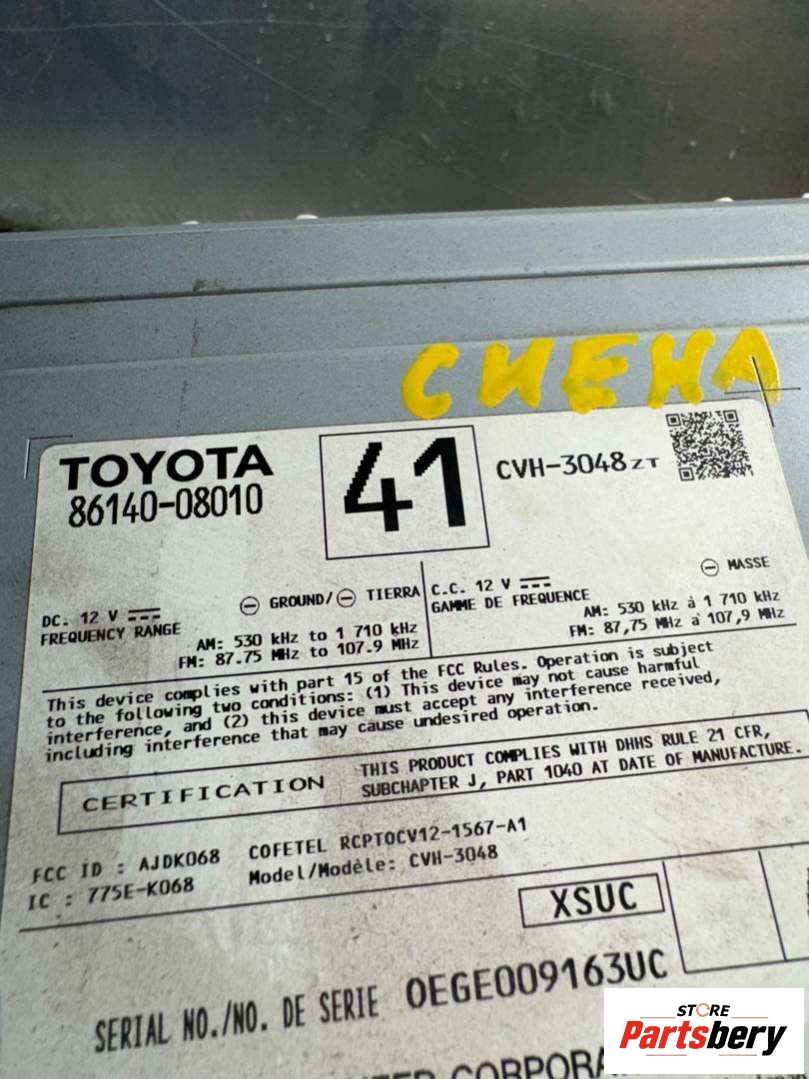 СИЕНА
TOYOTA
86140-08010
41
CVH-3048ZT
DC. 12 V
GROUND/ TIERRA
FREQUENCY RANGE
AM: 530 kHz to 1 710 kHz
FM: 87.75 MHz to 107.9 MHz
C.C. 12 V
MASSE
GAMME DE FREQUENCE
AM: 530 kHz à 1 710 kHz
FM: 87,75 MHz à 107,9 MHz
This device complies with part 15 of the FCC Rules. Operation is subject
to the following two conditions: (1) This device may not cause harmful
interference, and (2) this device must accept any interference received,
including interference that may cause undesired operation.
CERTIFICATION
THIS PRODUCT COMPLIES WITH DHHS RULE 21 CFR,
SUBCHAPTER J, PART 1040 AT DATE OF MANUFACTURE.
FCC ID : AJDK068
COFETEL RCPTOCV12-1567-A1
IC : 775E-K068
Model/Modèle: CVH-3048
XSUC
SERIAL NO./NO. DE SERIE 0EGE009163UC
STORE
Partsbery